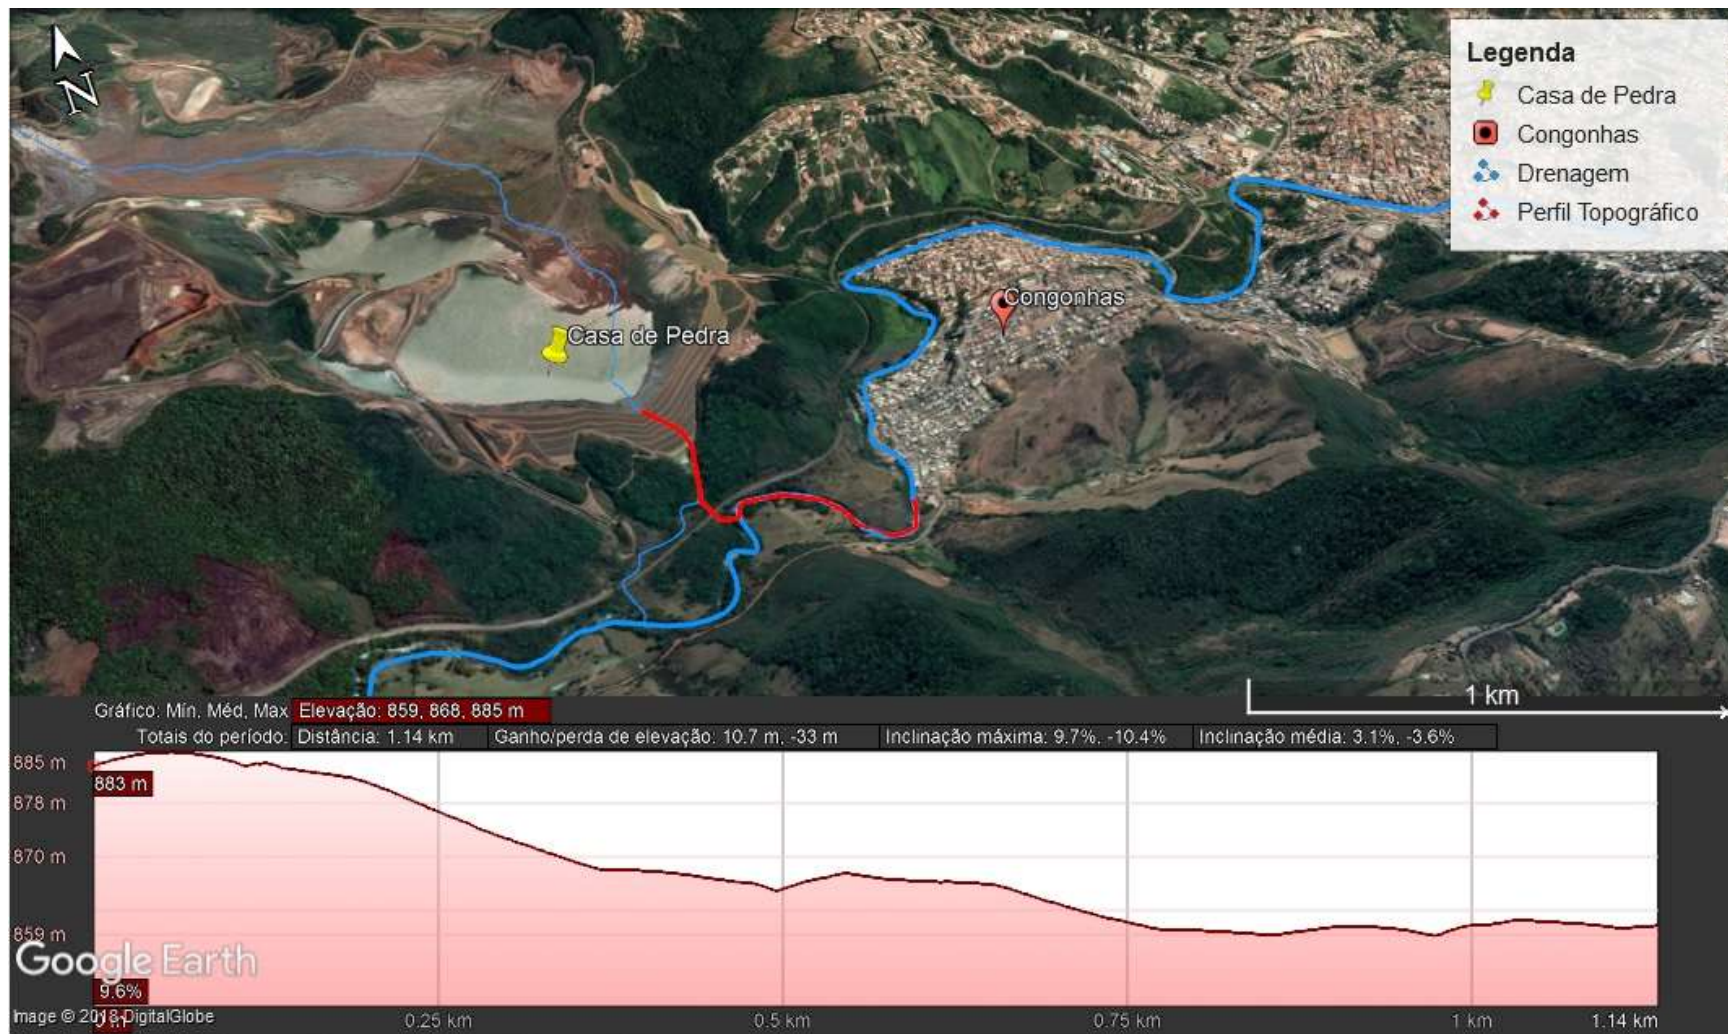 N
Legenda
Casa de Pedra
Congonhas
Drenagem
Perfil Topográfico
Congonhas
Casa de Pedra
1 km
Gráfico: Mín, Méd, Max Elevação: 859, 868, 885 m
Totais do período: Distância: 1.14 km Ganho/perda de elevação: 10.7 m, -33 m Inclinação máxima: 9.7%, -10.4% Inclinação média: 3.1%, -3.6%
885 m
883 m
878 m
870 m
859 m
Google Earth
9.6%
Image © 2018 DigitalGlobe
0.25 km 0.5 km 0.75 km 1 km 1.14 km